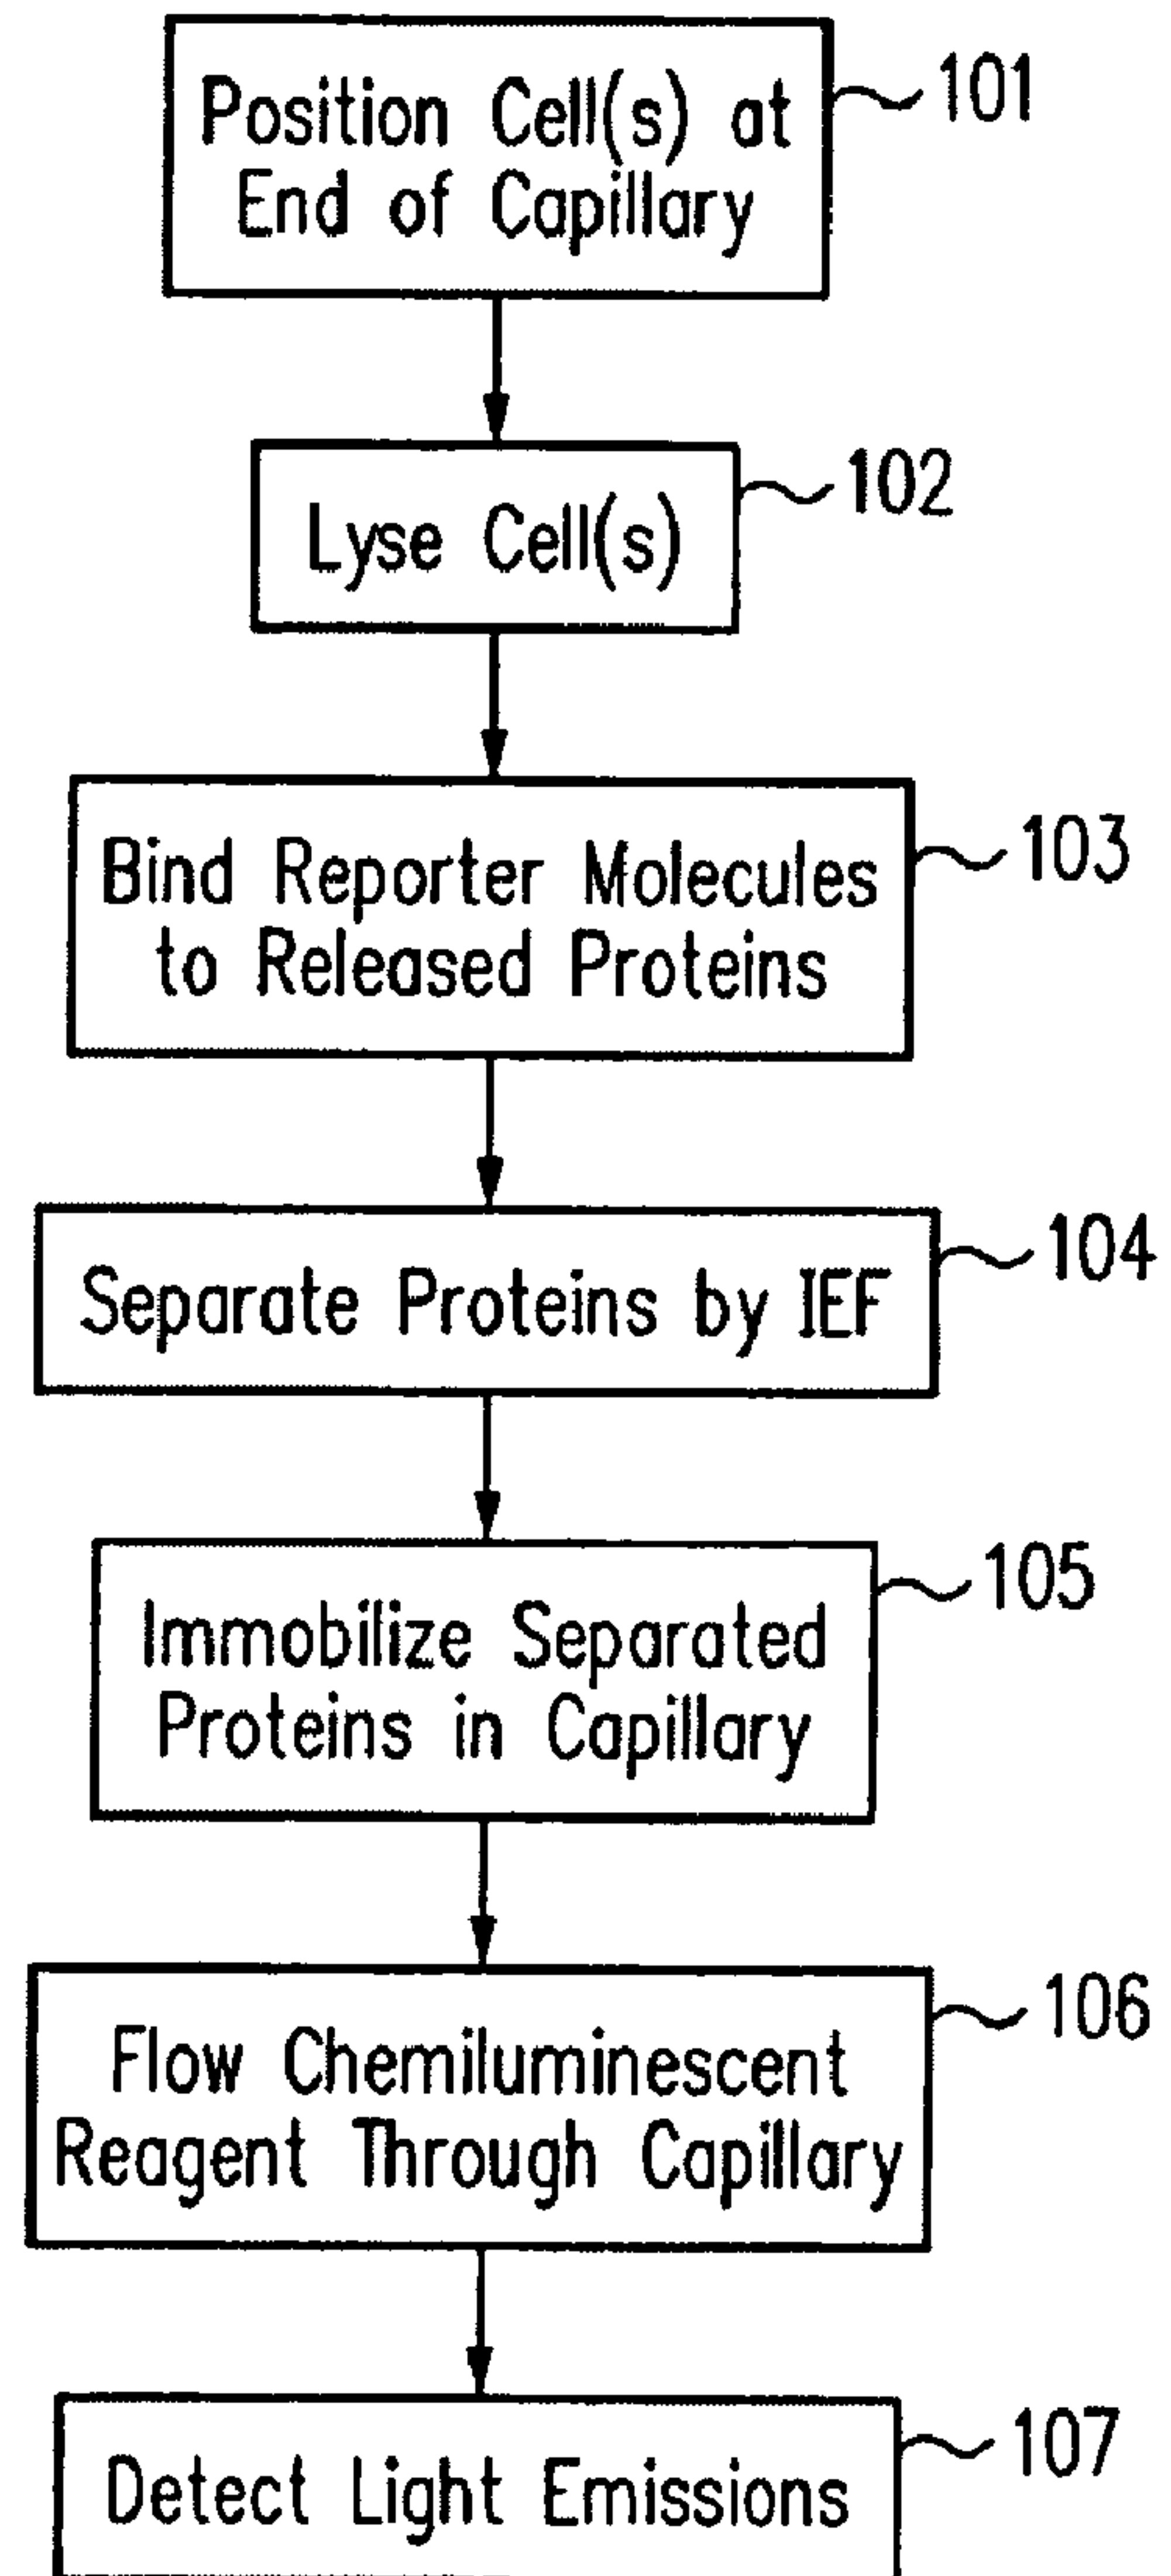 Position Cell(s) at
End of Capillary
101
Lyse Cell(s)
102
Bind Reporter Molecules
to Released Proteins
103
Separate Proteins by IEF
104
Immobilize Separated
Proteins in Capillary
105
Flow Chemiluminescent
Reagent Through Capillary
106
Detect Light Emissions
107